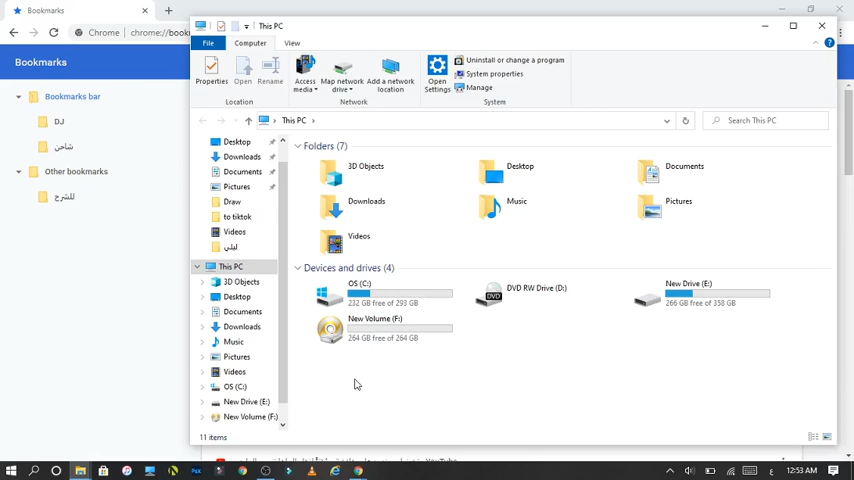 Bookmarks
Chrome
chrome://book
Bookmarks
Bookmarks bar
DJ
شاحن
Other bookmarks
للشرح
This PC
File
Computer
View
Properties
Open
Rename
Access media
Map network drive
Add a network location
Open Settings
Uninstall or change a program
System properties
Manage
Location
Network
System
This PC
Search This PC
Desktop
Downloads
Documents
Pictures
Draw
to tiktok
Videos
ليلي
This PC
3D Objects
Desktop
Documents
Downloads
Music
Pictures
Videos
OS (C:)
New Drive (E:)
New Volume (F:)
Folders (7)
3D Objects
Desktop
Documents
Downloads
Music
Pictures
Videos
Devices and drives (4)
OS (C:)
232 GB free of 293 GB
DVD RW Drive (D:)
DVD
New Drive (E:)
266 GB free of 358 GB
New Volume (F:)
264 GB free of 264 GB
11 items
YouTube
Psx
ع
12:53 AM